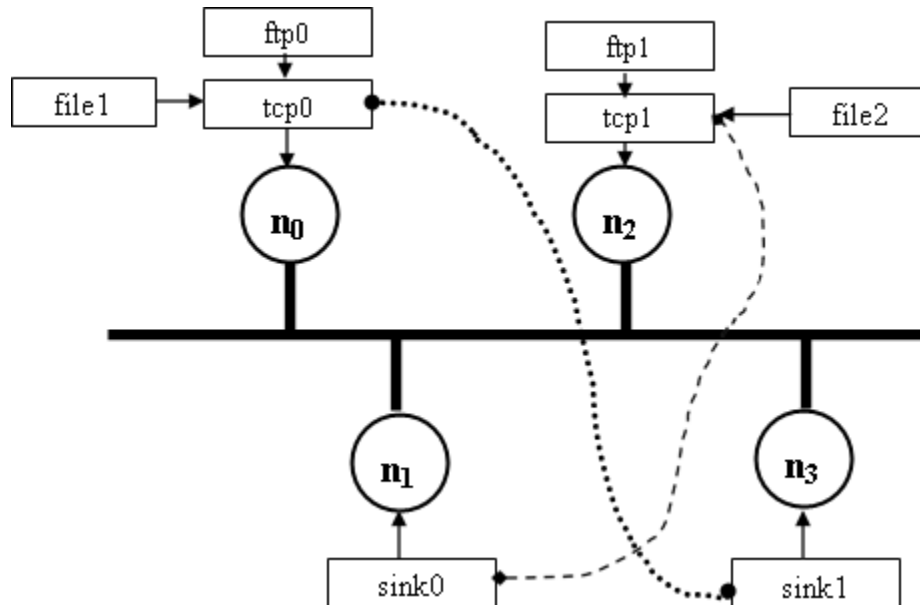 ftp0
ftp1
file1
tcp0
tcp1
file2
n0
n2
n1
n3
sink0
sink1